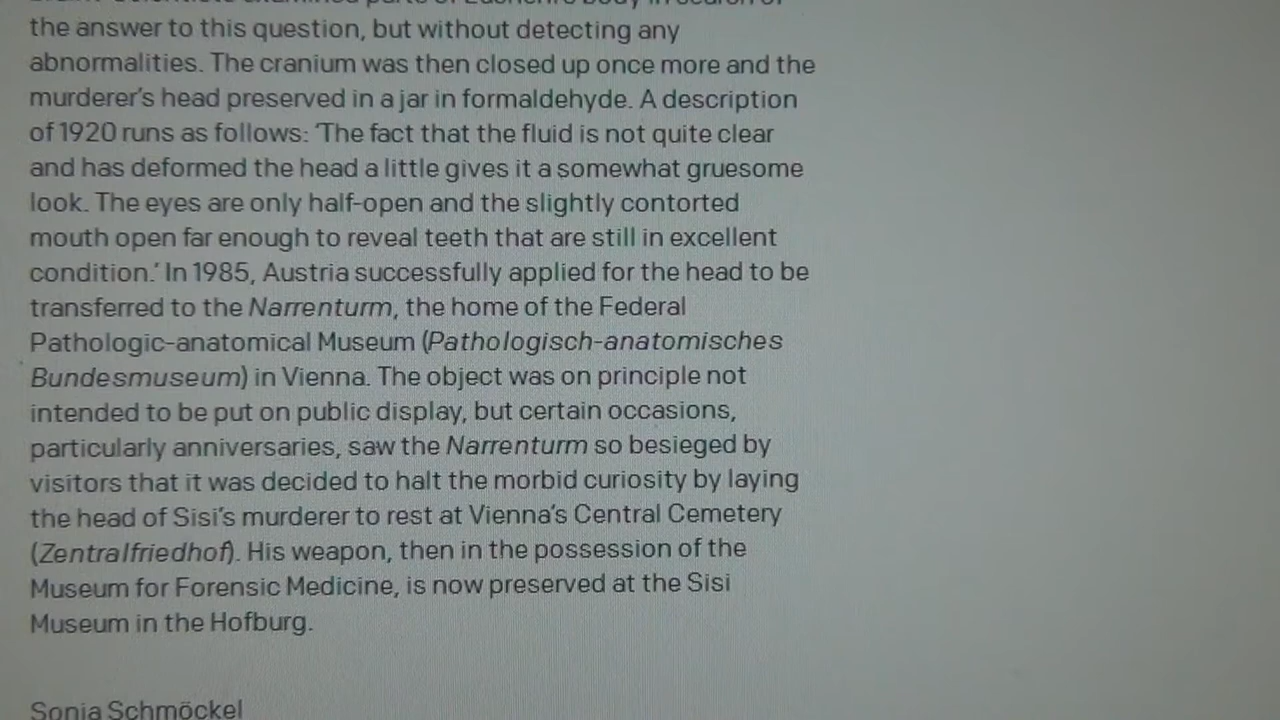 the answer to this question, but without detecting any
abnormalities. The cranium was then closed up once more and the
murderer's head preserved in a jar in formaldehyde. A description
of 1920 runs as follows: 'The fact that the fluid is not quite clear
and has deformed the head a little gives it a somewhat gruesome
look. The eyes are only half-open and the slightly contorted
mouth open far enough to reveal teeth that are still in excellent
condition.' In 1985, Austria successfully applied for the head to be
transferred to the Narrenturm, the home of the Federal
Pathologic-anatomical Museum (Pathologisch-anatomisches
Bundesmuseum) in Vienna. The object was on principle not
intended to be put on public display, but certain occasions,
particularly anniversaries, saw the Narrenturm so besieged by
visitors that it was decided to halt the morbid curiosity by laying
the head of Sisi's murderer to rest at Vienna's Central Cemetery
(Zentralfriedhof). His weapon, then in the possession of the
Museum for Forensic Medicine, is now preserved at the Sisi
Museum in the Hofburg.
Sonja Schmöckel